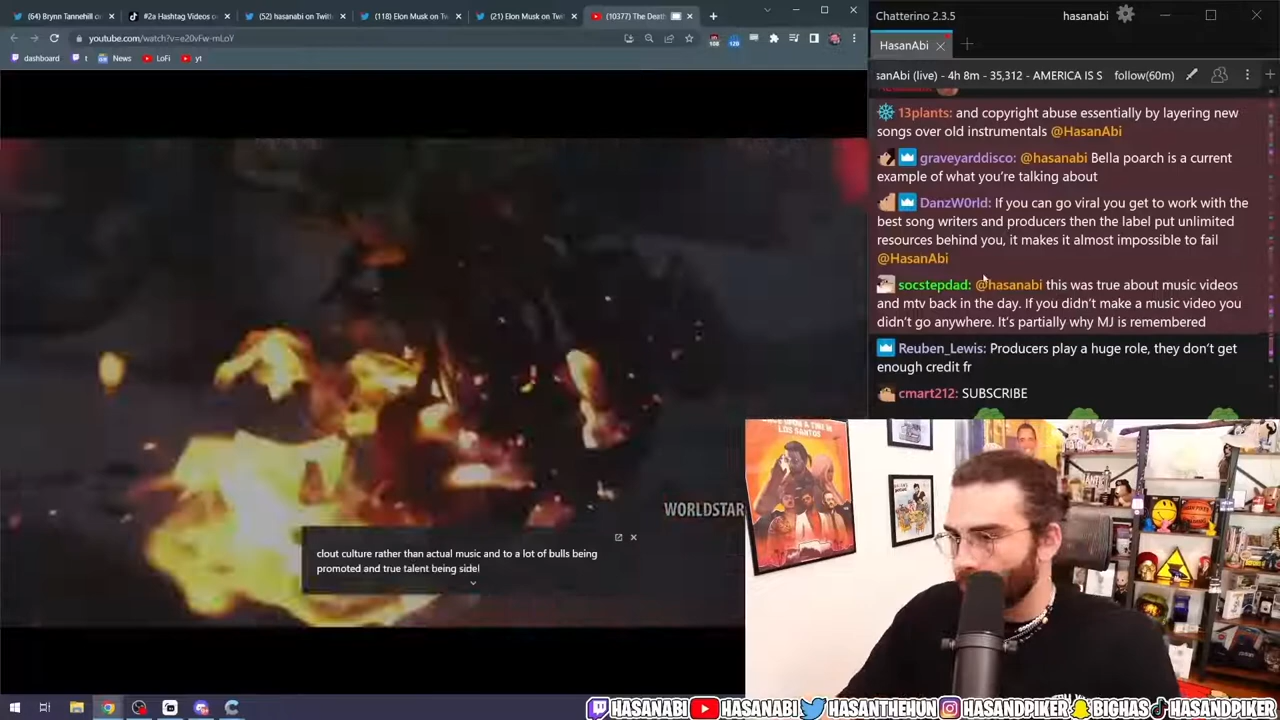 (64) Brynn Tannehill c
#2a Hashtag Videos c
(52) hasanabi on Twitt
(118) Elon Musk on Tw
(21) Elon Musk on Twit
(10377) The Death
youtube.com/watch?v=e20vFw-mLoY
dashboard
t
News
LoFi
yt
Chatterino 2.3.5
hasanabi
HasanAbi
sanAbi (live) - 4h 8m - 35,312 - AMERICA IS S
follow(60m)
13plants: and copyright abuse essentially by layering new
songs over old instrumentals @HasanAbi
graveyarddisco: @hasanabi Bella poarch is a current
example of what you're talking about
DanzW0rld: If you can go viral you get to work with the
best song writers and producers then the label put unlimited
resources behind you, it makes it almost impossible to fail
@HasanAbi
socstepdad: @hasanabi this was true about music videos
and mtv back in the day. If you didn't make a music video you
didn't go anywhere. It's partially why MJ is remembered
Reuben_Lewis: Producers play a huge role, they don't get
enough credit fr
cmart212: SUBSCRIBE
WORLDSTAR
clout culture rather than actual music and to a lot of bulls being
promoted and true talent being sidel
LOS SANTOS
HASANABI
HASANABI
HASANTHEHUN
HASANDPIKER
BIGHAS
HASANDPIKER